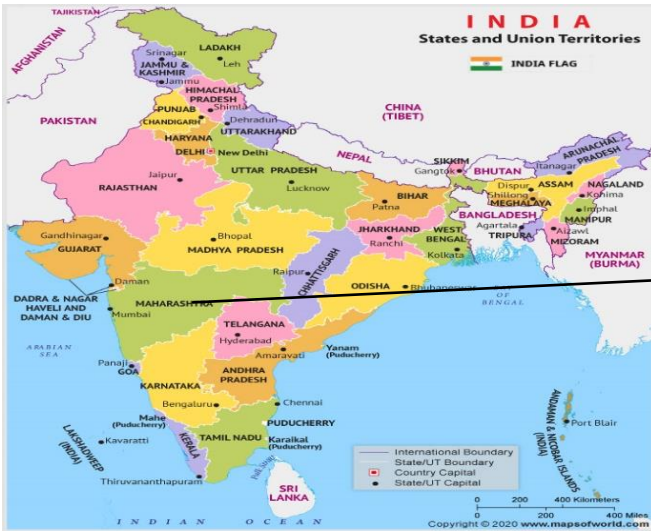 INDIA
States and Union Territories
INDIA FLAG
TAJIKISTAN
AFGHANISTAN
PAKISTAN
CHINA
(TIBET)
NEPAL
BHUTAN
BANGLADESH
MYANMAR
(BURMA)
SRI
LANKA
LADAKH
Leh
Srinagar
JAMMU &
KASHMIR
Jammu
HIMACHAL
PRADESH
Shimla
PUNJAB
CHANDIGARH
Dehradun
UTTARAKHAND
HARYANA
DELHI
New Delhi
RAJASTHAN
Jaipur
UTTAR PRADESH
Lucknow
BIHAR
Patna
SIKKIM
Gangtok
ARUNACHAL
PRADESH
Itanagar
Dispur
ASSAM
Shillong
MEGHALAYA
NAGALAND
Kohima
Imphal
MANIPUR
Agartala
TRIPURA
Aizawl
MIZORAM
Gandhinagar
GUJARAT
Bhopal
MADHYA PRADESH
JHARKHAND
Ranchi
WEST
BENGAL
Kolkata
Raipur
CHHATTISGARH
ODISHA
Bhubaneswar
OF
BENGAL
Daman
DADRA & NAGAR
HAVELI AND
DAMAN & DIU
MAHARASHTRA
Mumbai
TELANGANA
Hyderabad
Amaravati
Yanam
(Puducherry)
ARABIAN
SEA
Panaji
GOA
KARNATAKA
ANDHRA
PRADESH
Bengaluru
Chennai
Mahe
(Puducherry)
PUDUCHERRY
TAMIL NADU
Karaikal
(Puducherry)
KERALA
Thiruvananthapuram
LAKSHADWEEP
(INDIA)
Kavaratti
ANDAMAN & NICOBAR ISLANDS
(INDIA)
Port Blair
INDIAN OCEAN
International Boundary
State/UT Boundary
Country Capital
State/UT Capital
0 200 400 Kilometers
0 200 400 Miles
Copyright © 2020 www.mapsofworld.com